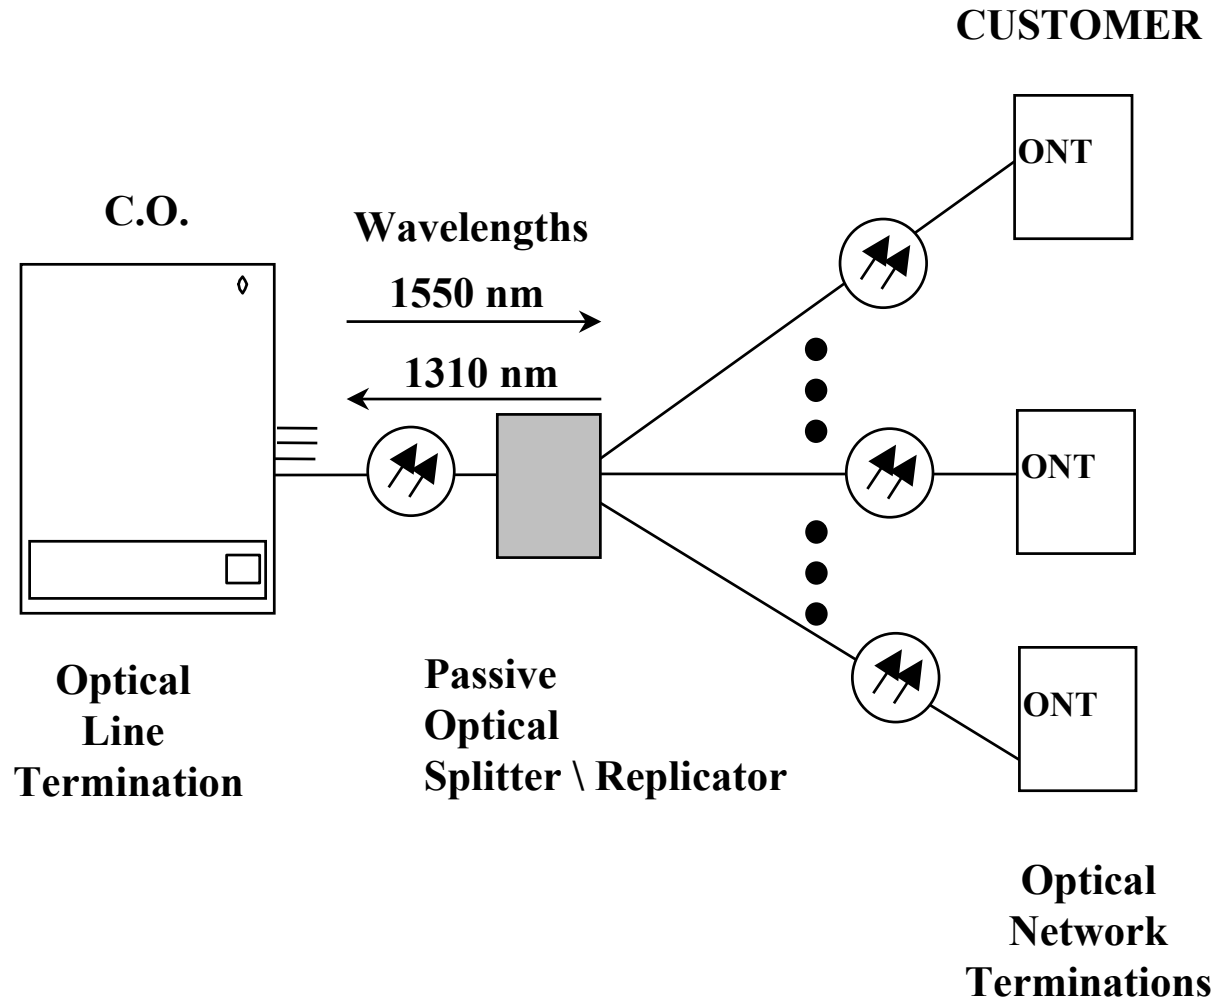 CUSTOMER
ONT
C.O.
Wavelengths
1550 nm
1310 nm
ONT
ONT
Optical
Line
Termination
Passive
Optical
Splitter \ Replicator
Optical
Network
Terminations